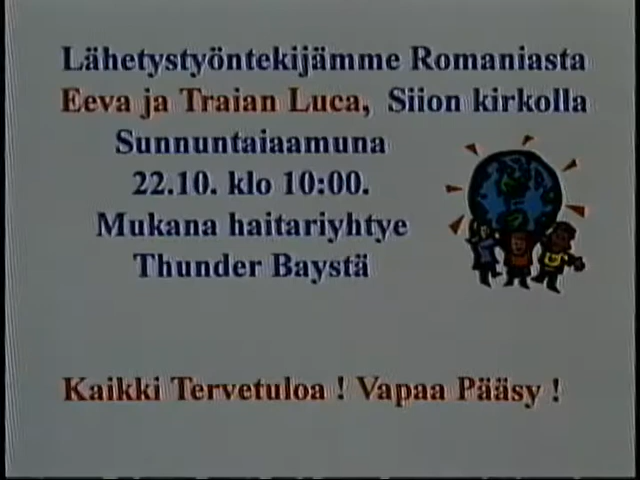 Lähetystyöntekijämme Romaniasta
Eeva ja Traian Luca, Siion kirkolla
Sunnuntaiaamuna
22.10. klo 10:00.
Mukana haitariyhtye
Thunder Baystä
Kaikki Tervetuloa ! Vapaa Pääsy !